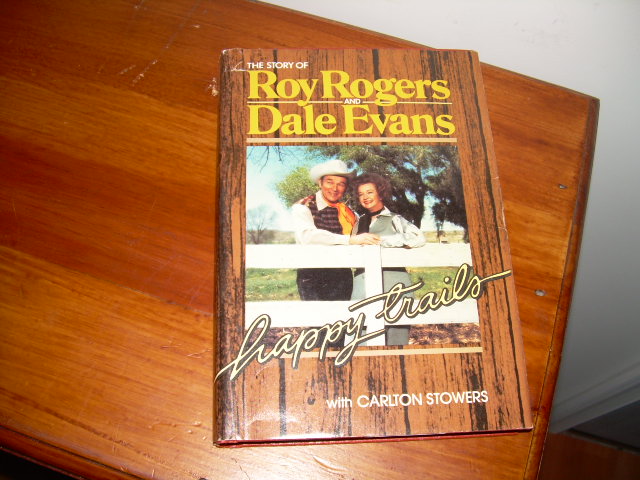 THE STORY OF
Roy Rogers
AND
Dale Evans
happy trails
with CARLTON STOWERS